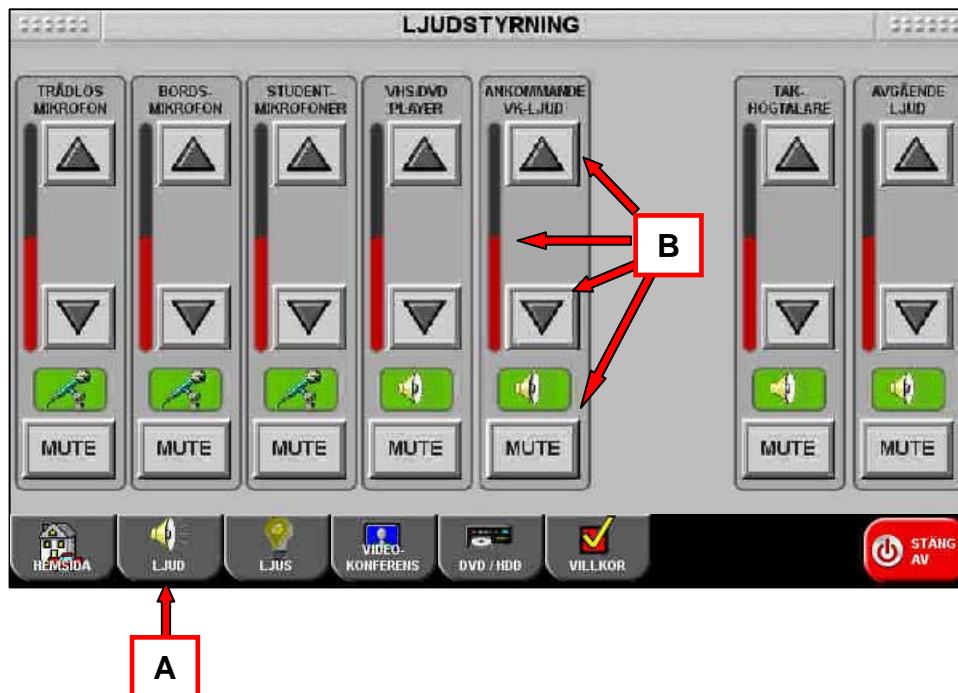 LJUDSTYRNING
TRÅDLÖS
MIKROFON
BORDS-
MIKROFON
STUDENT-
MIKROFONER
VHS/DVD
PLAYER
ANKOMMANDE
VK-LJUD
TAK-
HÖGTALARE
AVGÅENDE
LJUD
B
MUTE
MUTE
MUTE
MUTE
MUTE
MUTE
MUTE
HEMSIDA
LJUD
LJUS
VIDEO-
KONFERENS
DVD / HDD
VILLKOR
STÄNG
AV
A